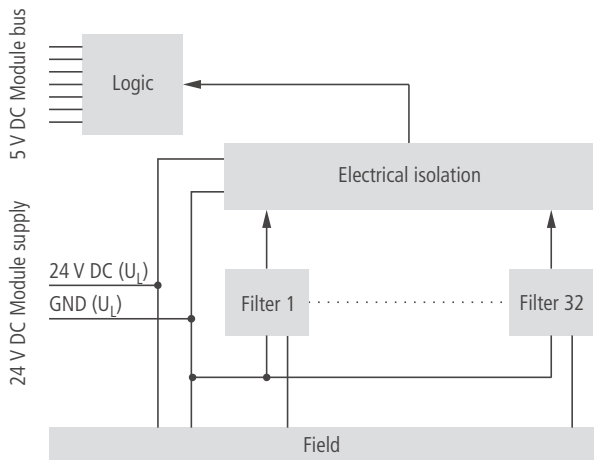 5 V DC Module bus
Logic
Electrical isolation
24 V DC Module supply
24 V DC (U_L)
GND (U_L)
Filter 1
Filter 32
Field